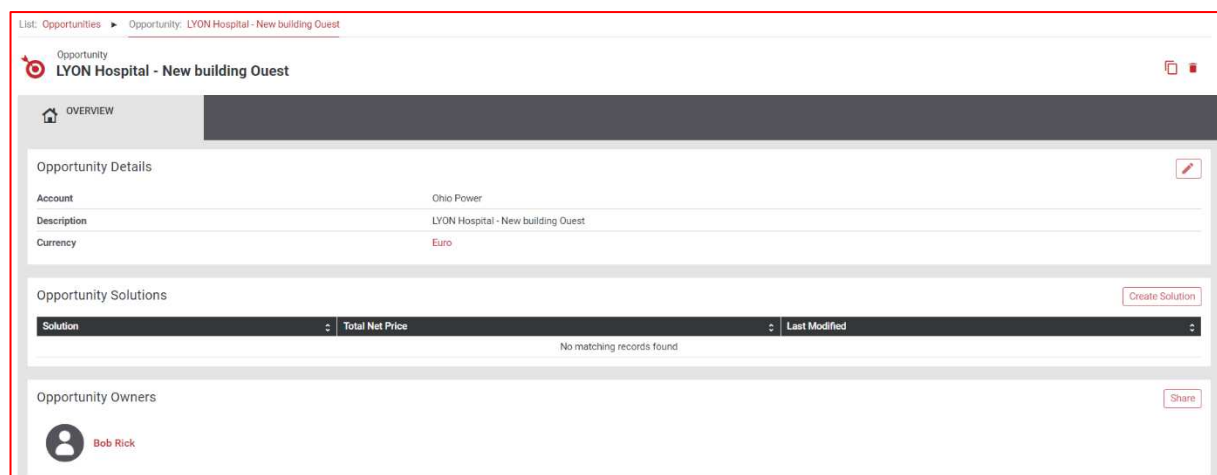 List: Opportunities ► Opportunity: LYON Hospital - New building Ouest
Opportunity
LYON Hospital - New building Ouest
OVERVIEW
Opportunity Details
Account Ohio Power
Description LYON Hospital - New building Ouest
Currency Euro
Opportunity Solutions Create Solution
Solution Total Net Price Last Modified
No matching records found
Opportunity Owners Share
Bob Rick